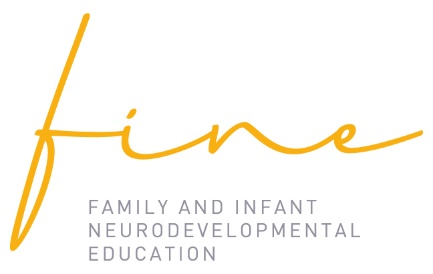 fine
FAMILY AND INFANT
NEURODEVELOPMENTAL
EDUCATION